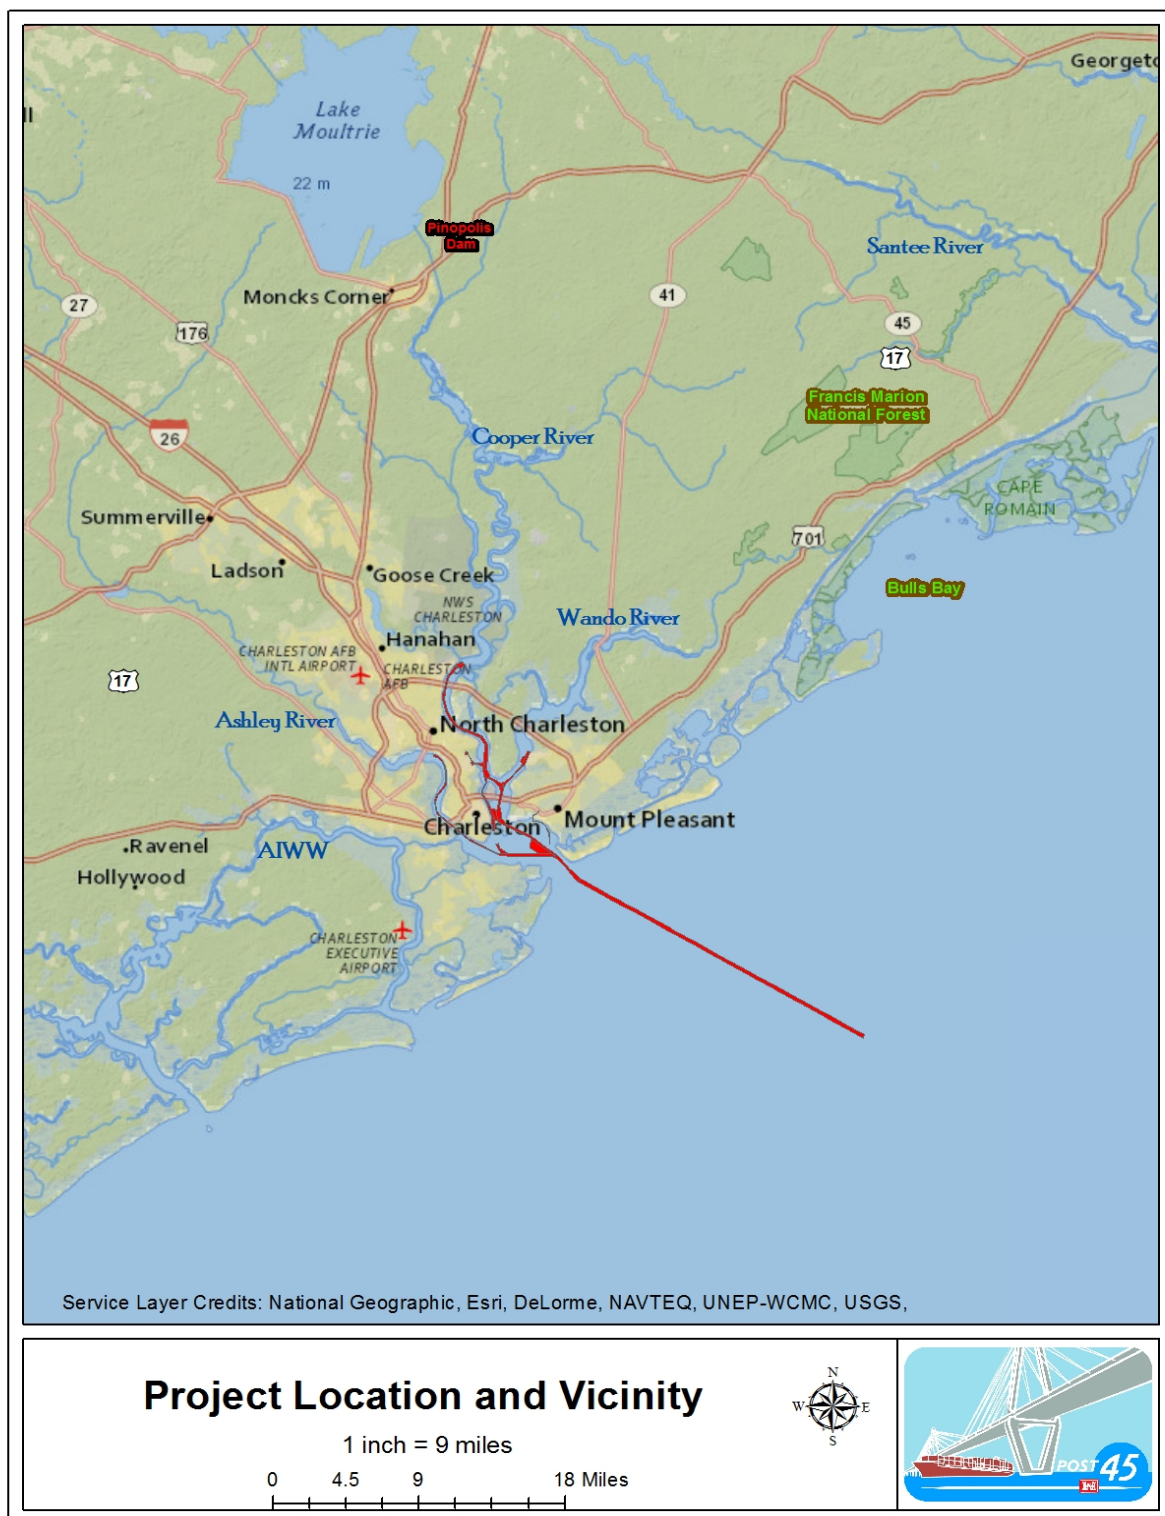 Georgeto
ll
Lake
Moultrie
22 m
Pinopolis
Dam
Santee River
Moncks Corner
27
176
41
45
17
26
Francis Marion
National Forest
Cooper River
CAPE
ROMAIN
Summerville
701
Ladson
Goose Creek
Bulls Bay
NWS
CHARLESTON
Wando River
Hanahan
CHARLESTON AFB
INTL AIRPORT
CHARLESTON
AFB
17
Ashley River
North Charleston
Charleston
Mount Pleasant
Ravenel
AIWW
Hollywood
CHARLESTON
EXECUTIVE
AIRPORT
Service Layer Credits: National Geographic, Esri, DeLorme, NAVTEQ, UNEP-WCMC, USGS,
Project Location and Vicinity
1 inch = 9 miles
0 4.5 9 18 Miles
N
W E
S
POST 45